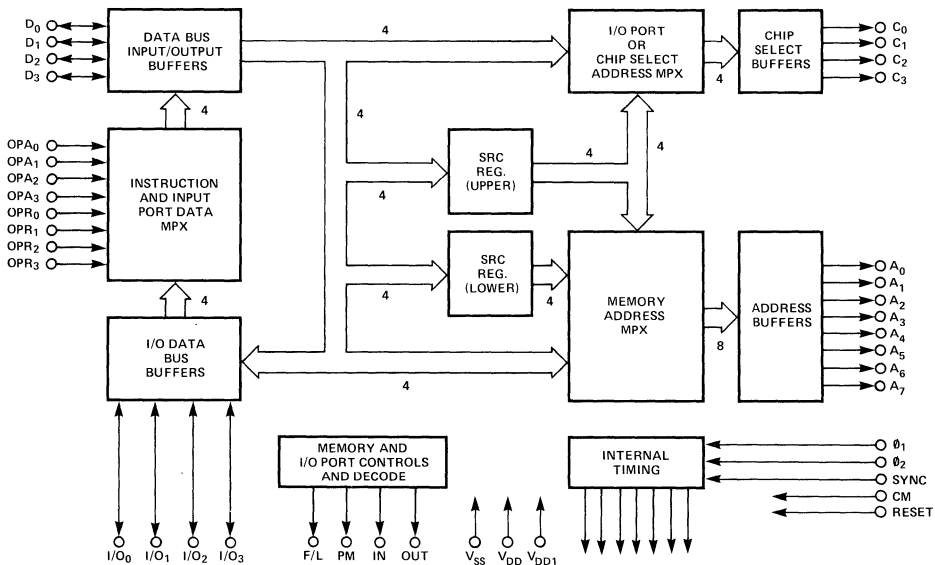 D0
D1
D2
D3
DATA BUS
INPUT/OUTPUT
BUFFERS
4
I/O PORT
OR
CHIP SELECT
ADDRESS MPX
4
CHIP
SELECT
BUFFERS
C0
C1
C2
C3
4
4
OPA0
OPA1
OPA2
OPA3
OPR0
OPR1
OPR2
OPR3
INSTRUCTION
AND INPUT
PORT DATA
MPX
4
SRC
REG.
(UPPER)
4
4
4
SRC
REG.
(LOWER)
4
MEMORY
ADDRESS
MPX
8
ADDRESS
BUFFERS
A0
A1
A2
A3
A4
A5
A6
A7
4
I/O DATA
BUS
BUFFERS
4
MEMORY AND
I/O PORT CONTROLS
AND DECODE
INTERNAL
TIMING
Ø1
Ø2
SYNC
CM
RESET
I/O0
I/O1
I/O2
I/O3
F/L
PM
IN
OUT
VSS
VDD
VDD1